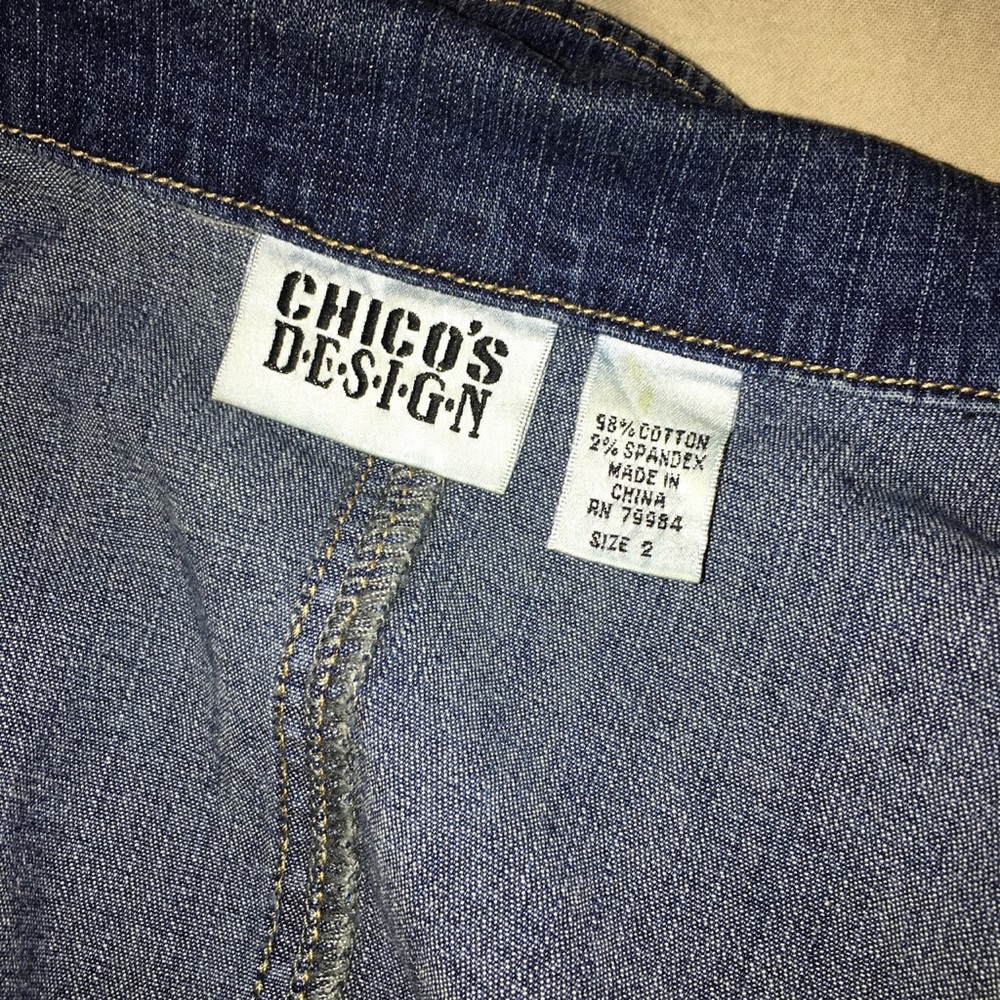 CHICO'S
D·E·S·I·G·N
98% COTTON
2% SPANDEX
MADE IN
CHINA
RN 79984
SIZE 2